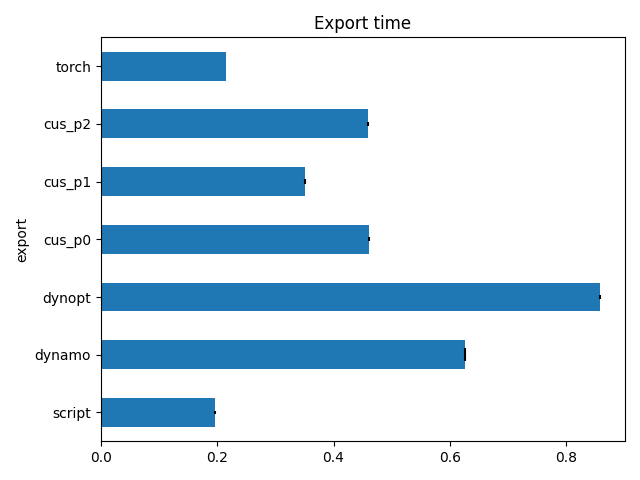 Export time
torch
cus_p2
cus_p1
cus_p0
dynopt
dynamo
script
export
0.0 0.2 0.4 0.6 0.8